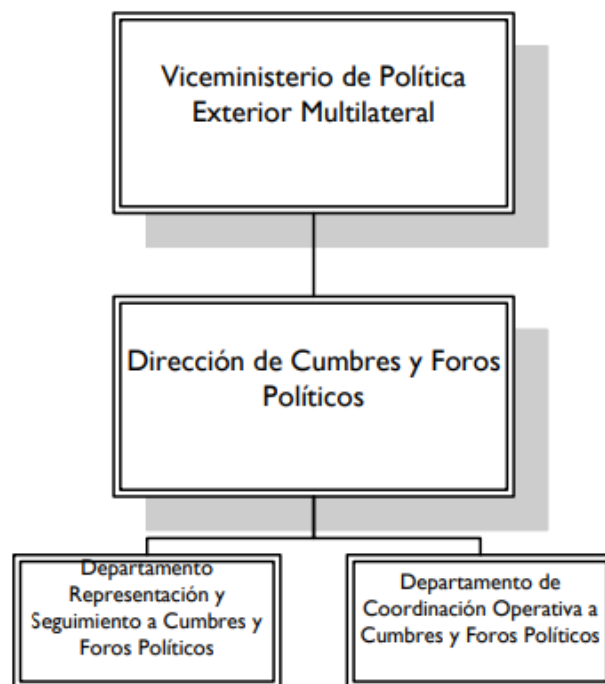 Viceministerio de Política
Exterior Multilateral
Dirección de Cumbres y Foros
Políticos
Departamento
Representación y
Seguimiento a Cumbres y
Foros Políticos
Departamento de
Coordinación Operativa a
Cumbres y Foros Políticos